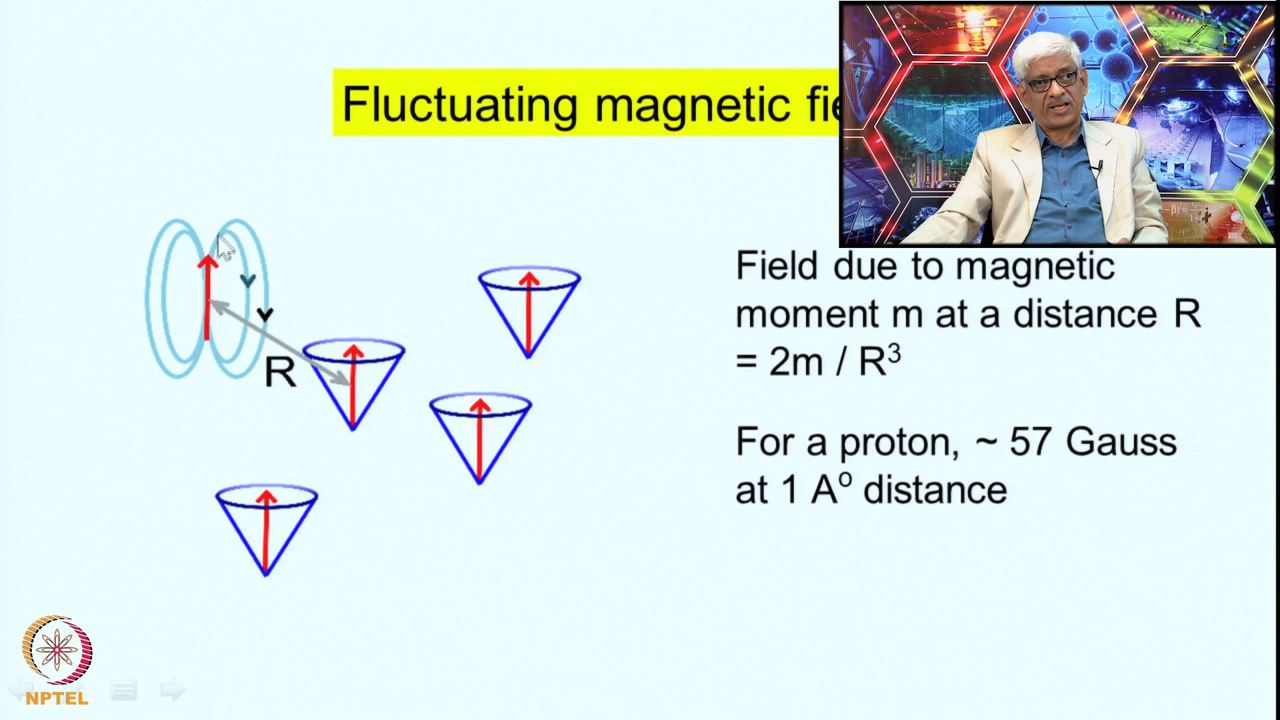 Fluctuating magnetic
Field due to magnetic
moment m at a distance R
= 2m / R³
R
For a proton, ~ 57 Gauss
at 1 Aº distance
NPTEL